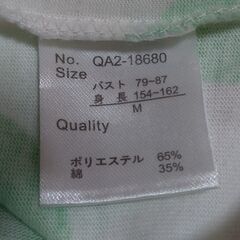 No. QA2-18680
Size
バスト 79~87
身長 154~162
M
Quality
ポリエステル 65%
綿 35%